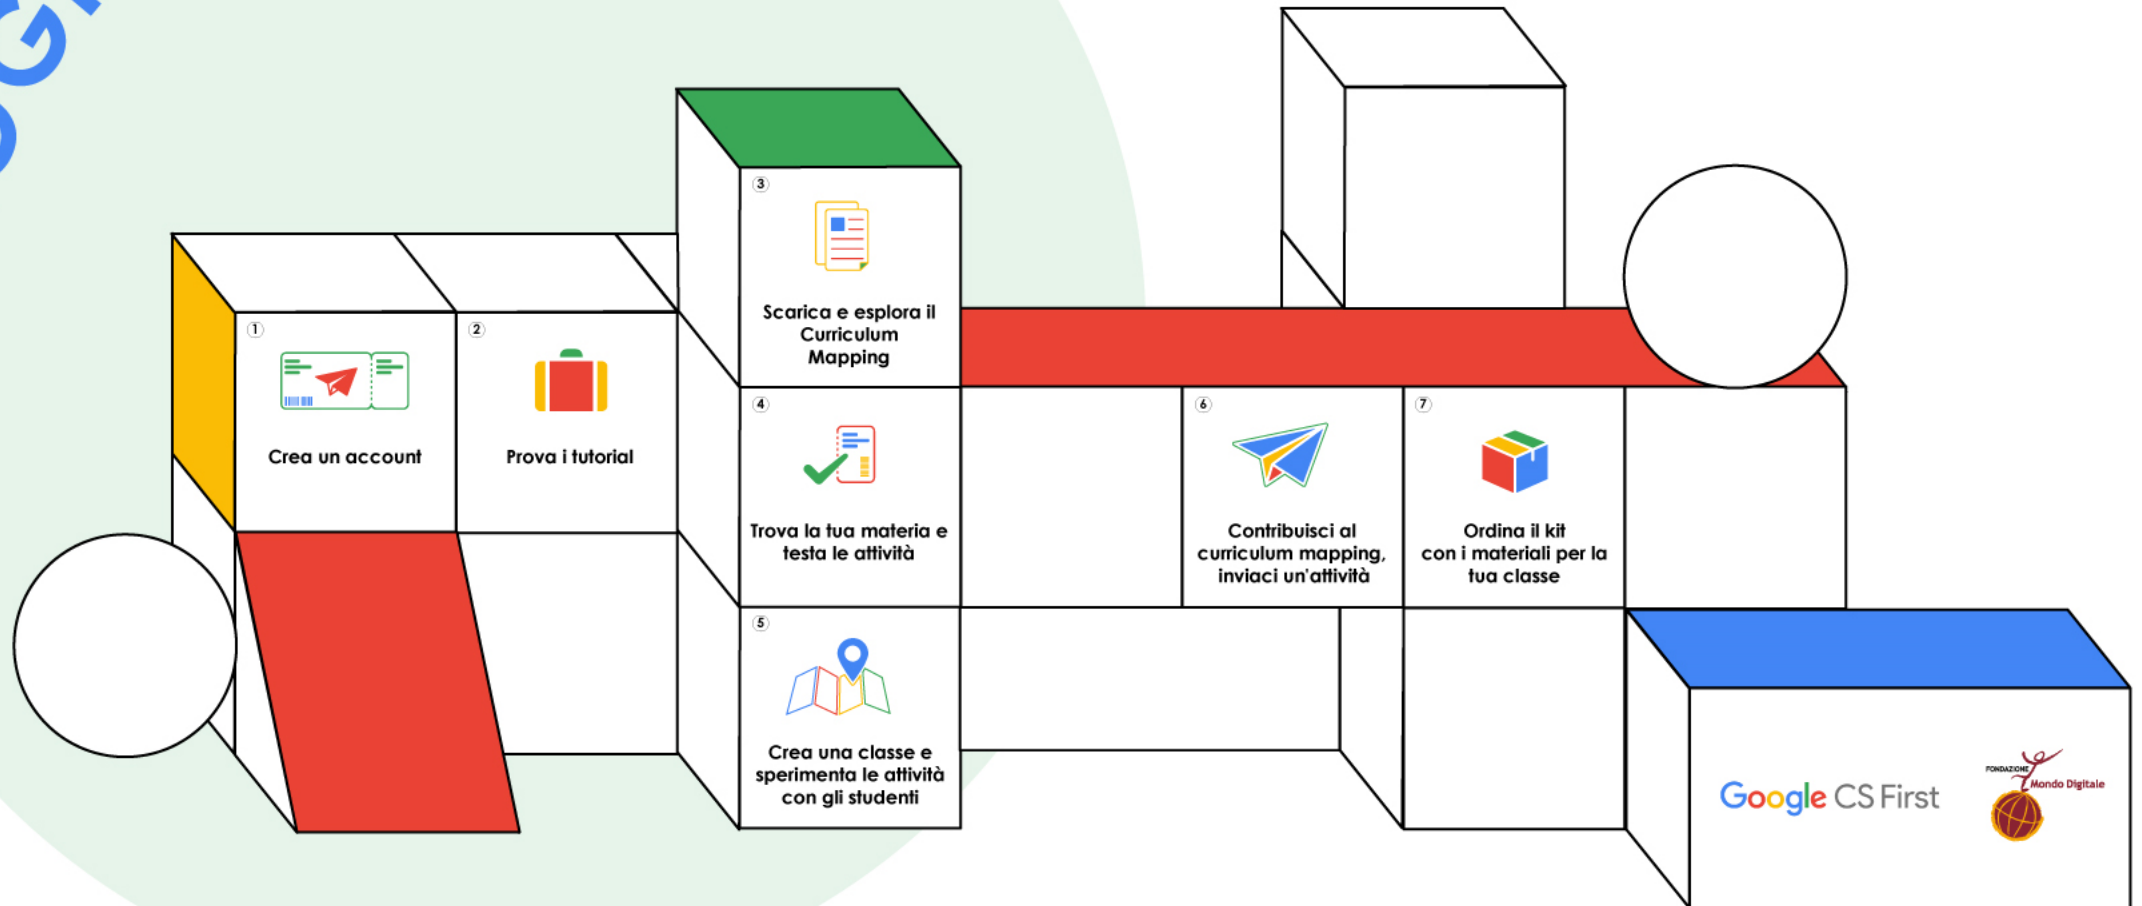 ①
Crea un account
②
Prova i tutorial
③
Scarica e esplora il
Curriculum
Mapping
④
Trova la tua materia e
testa le attività
⑤
Crea una classe e
sperimenta le attività
con gli studenti
⑥
Contribuisci al
curriculum mapping,
inviaci un'attività
⑦
Ordina il kit
con i materiali per la
tua classe
Google CS First
FONDAZIONE
Mondo Digitale